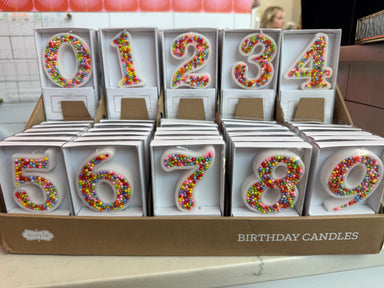 0 1 2 3 4
5 6 7 8 9
BIRTHDAY CANDLES